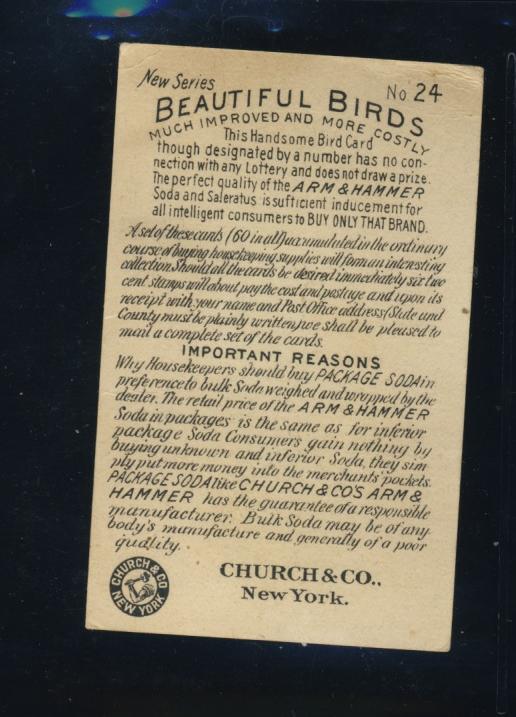 New Series
No 24
BEAUTIFUL BIRDS
MUCH IMPROVED AND MORE COSTLY
This Handsome Bird Card
though designated by a number has no con-
nection with any Lottery and does not draw a prize.
The perfect quality of the ARM & HAMMER
Soda and Saleratus is sufficient inducement for
all intelligent consumers to BUY ONLY THAT BRAND.
A set of these cards (60 in all) accumulated in the ordinary
course of buying housekeeping supplies will form an interesting
collection. Should all the cards be desired immediately six two
cent stamps will about pay the cost and postage and upon its
receipt with your name and Post Office address (State and
County must be plainly written) we shall be pleased to
mail a complete set of the cards.
IMPORTANT REASONS
Why Housekeepers should buy PACKAGE SODA in
preference to bulk Soda weighed and wrapped by the
dealer. The retail price of the ARM & HAMMER
Soda in packages is the same as for inferior
package Soda Consumers gain nothing by
buying unknown and inferior Soda, they sim
ply put more money into the merchants pockets.
PACKAGE SODA like CHURCH & CO'S ARM &
HAMMER has the guarantee of a responsible
manufacturer. Bulk Soda may be of any-
body's manufacture and generally of a poor
quality.
CHURCH & CO
NEW YORK
CHURCH & CO.,
New York.